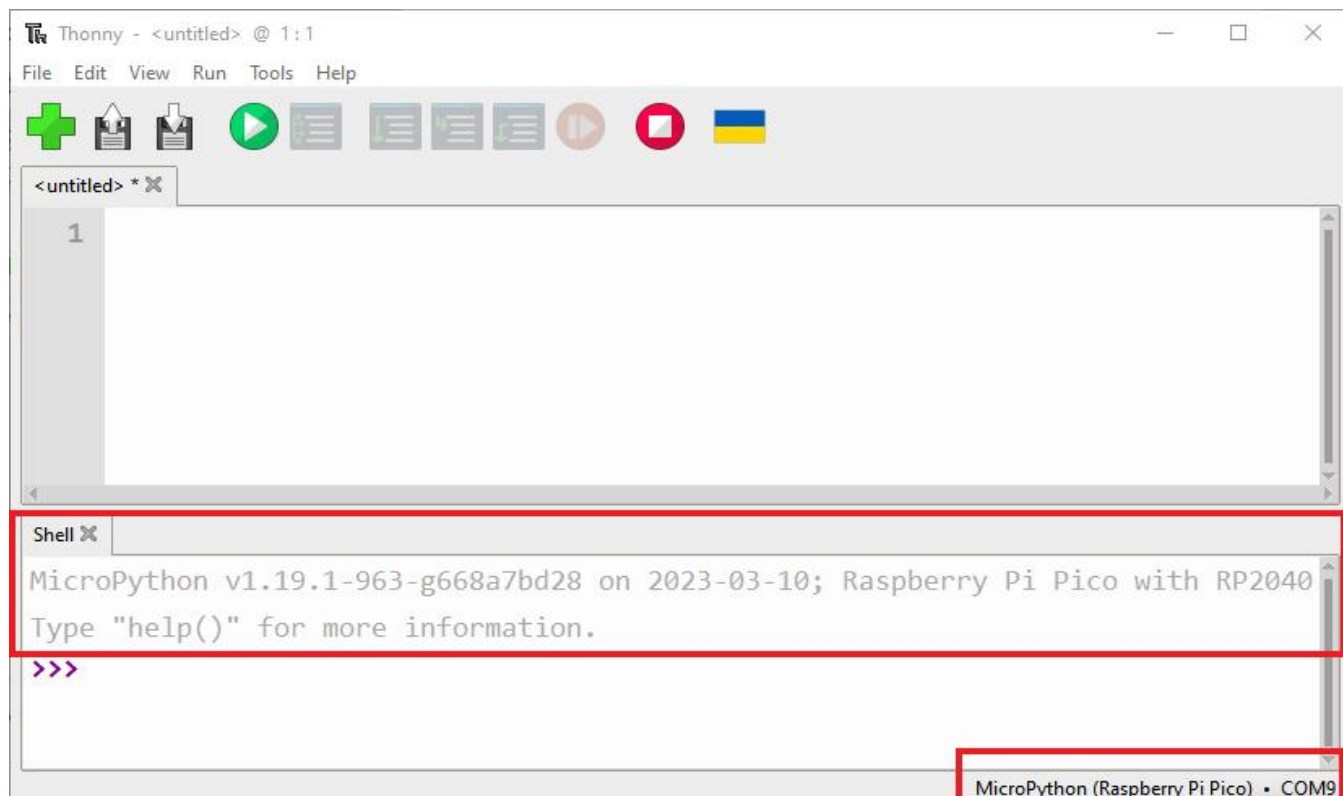 Thonny - <untitled> @ 1:1
File Edit View Run Tools Help
<untitled> *
1
Shell
MicroPython v1.19.1-963-g668a7bd28 on 2023-03-10; Raspberry Pi Pico with RP2040
Type "help()" for more information.
>>>
MicroPython (Raspberry Pi Pico) • COM9